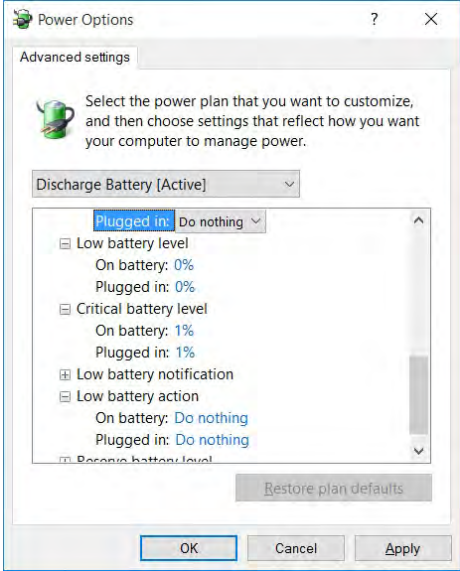 Power Options
Advanced settings
Select the power plan that you want to customize,
and then choose settings that reflect how you want
your computer to manage power.
Discharge Battery [Active]
Plugged in: Do nothing
Low battery level
On battery: 0%
Plugged in: 0%
Critical battery level
On battery: 1%
Plugged in: 1%
Low battery notification
Low battery action
On battery: Do nothing
Plugged in: Do nothing
Reserve battery level
Restore plan defaults
OK Cancel Apply